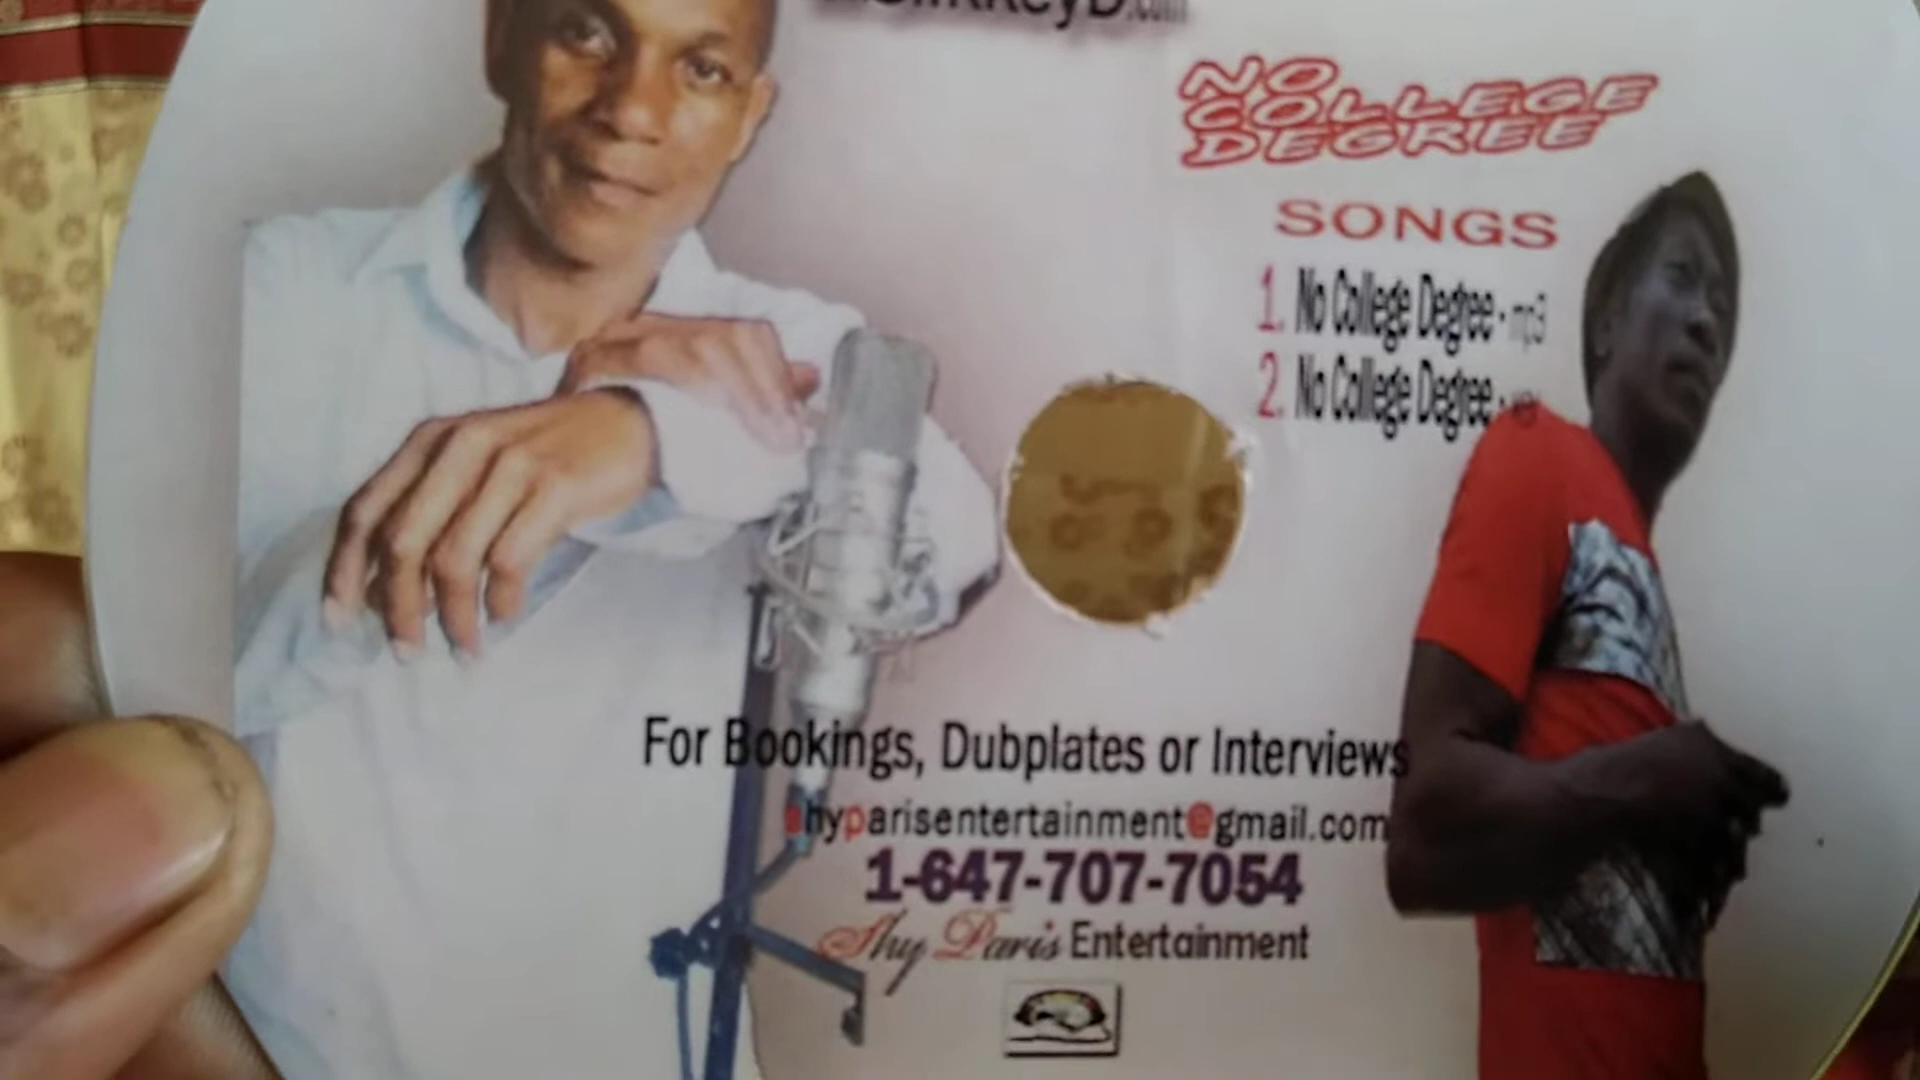 NO
COLLEGE
DEGREE
SONGS
1. No College Degree - mp3
2. No College Degree -
For Bookings, Dubplates or Interviews
shyparisentertainment@gmail.com
1-647-707-7054
Shy Paris Entertainment